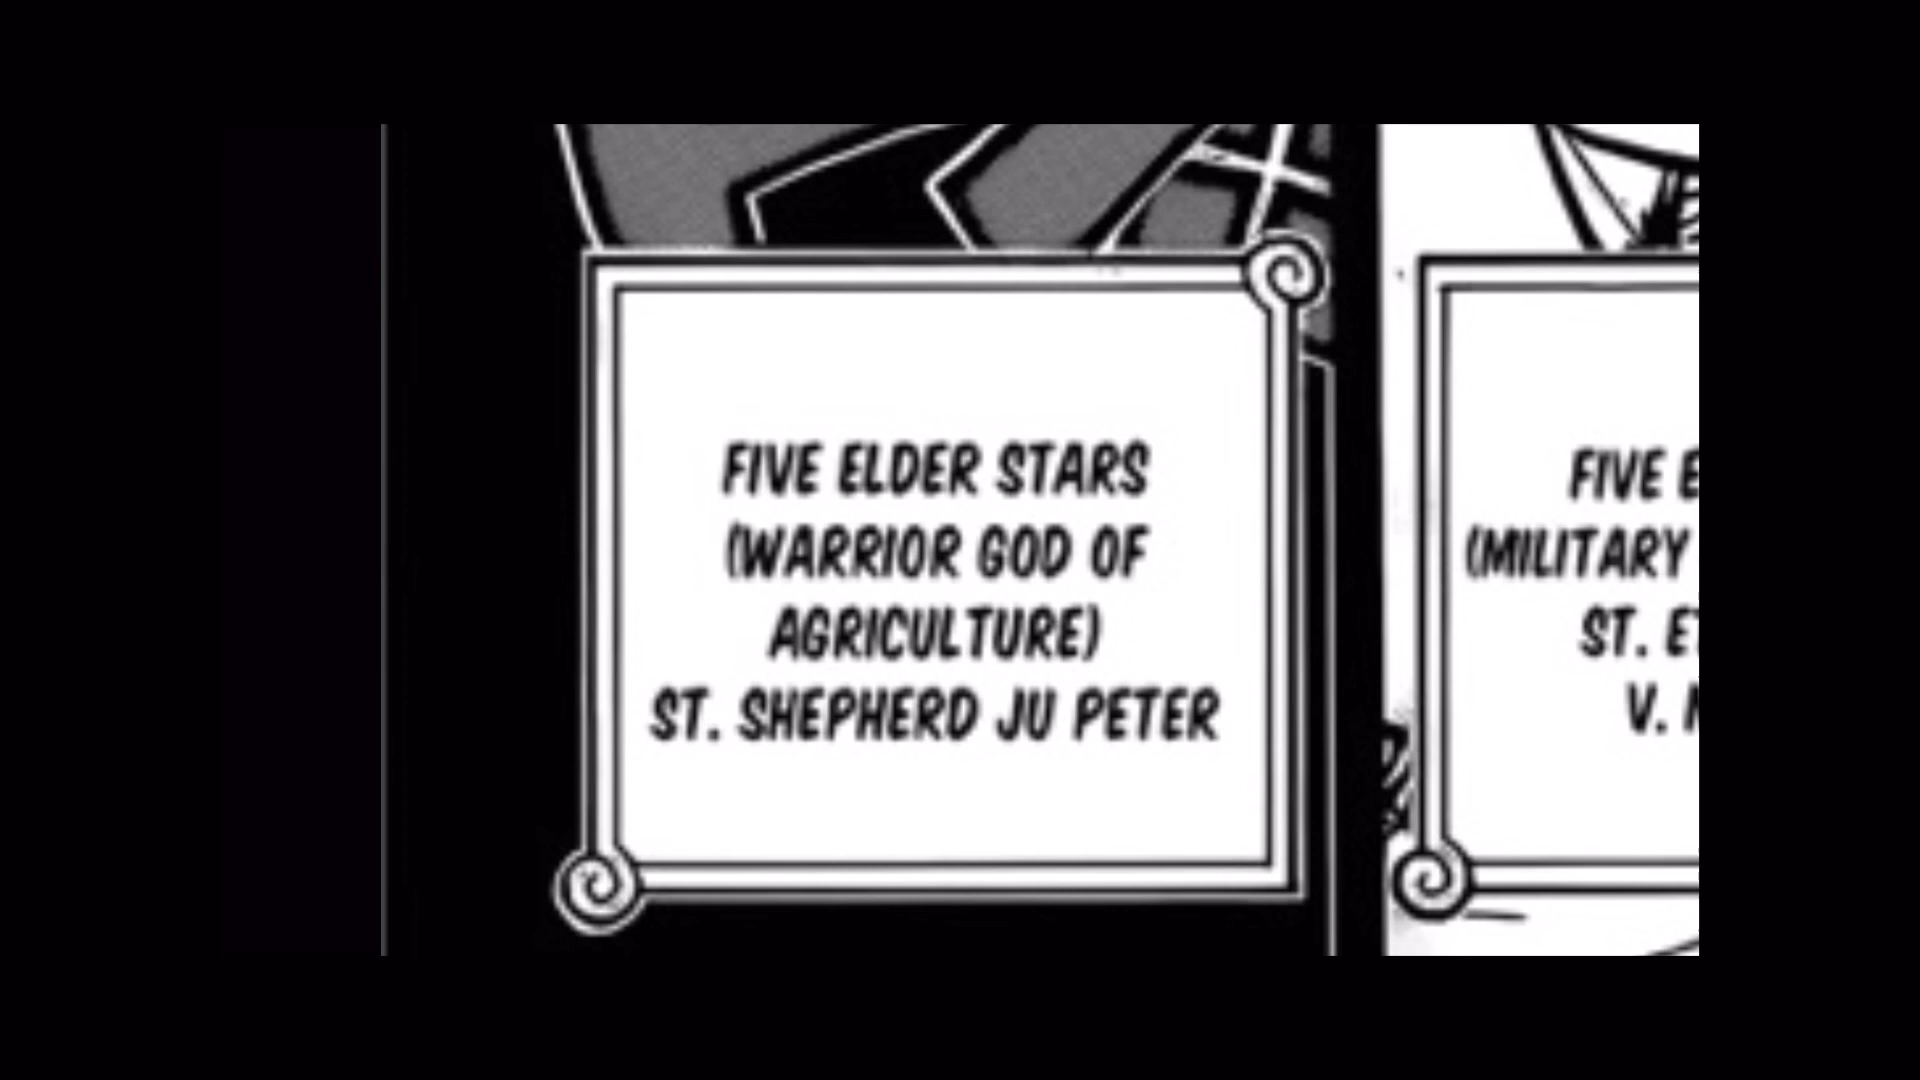 FIVE ELDER STARS
(WARRIOR GOD OF
AGRICULTURE)
ST. SHEPHERD JU PETER
FIVE
(MILITARY
ST.
V.